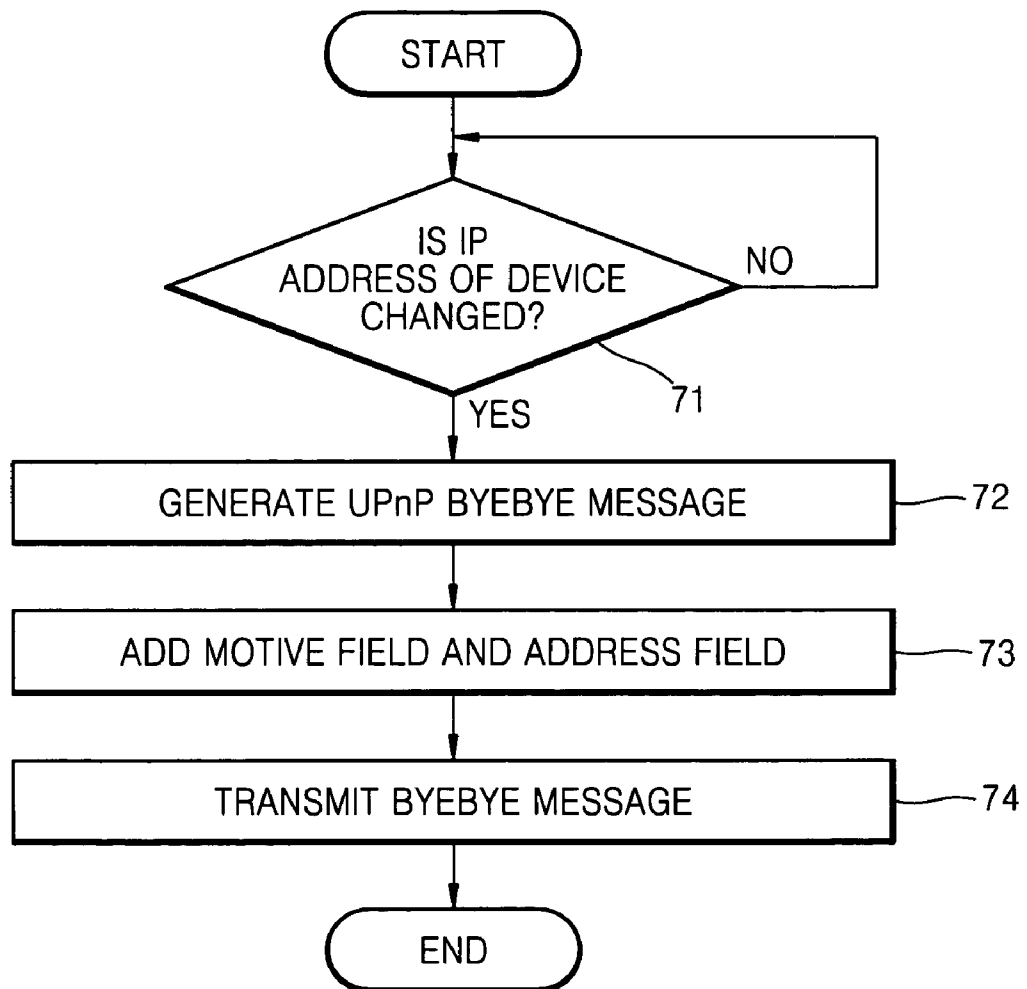 START
IS IP
ADDRESS OF DEVICE
CHANGED?
NO
71
YES
GENERATE UPnP BYEBYE MESSAGE
72
ADD MOTIVE FIELD AND ADDRESS FIELD
73
TRANSMIT BYEBYE MESSAGE
74
END